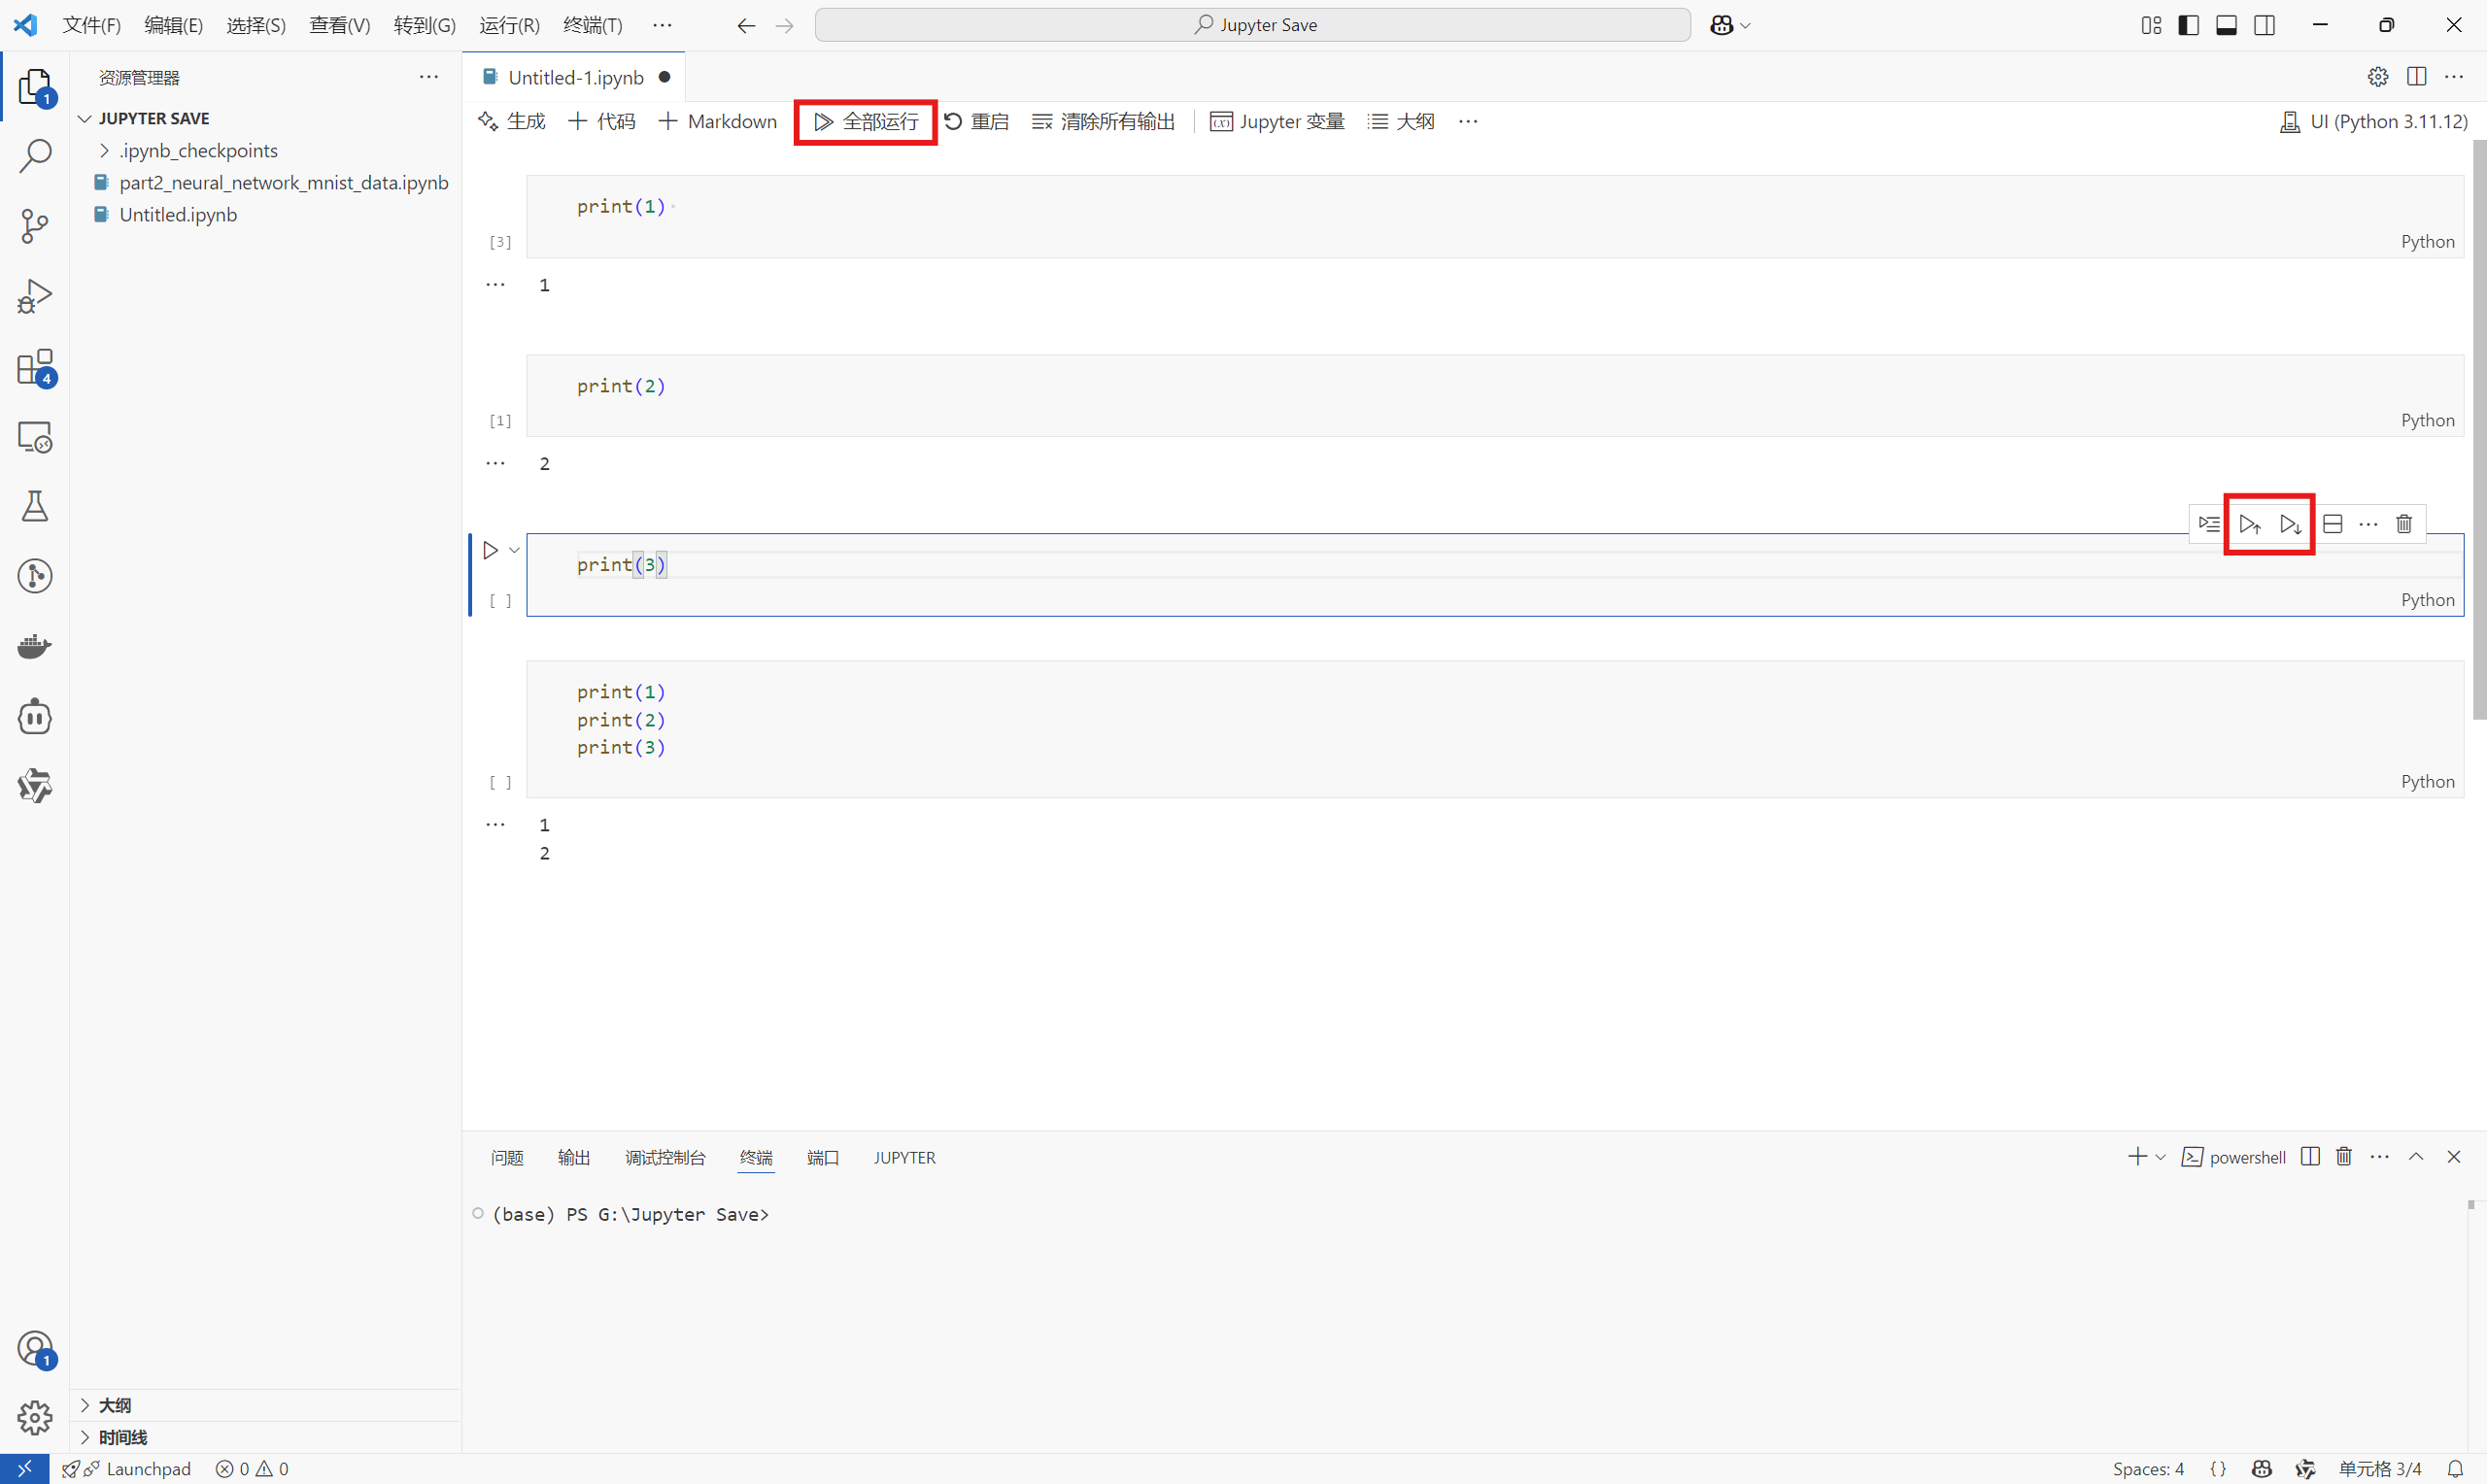 文件(F) 编辑(E) 选择(S) 查看(V) 转到(G) 运行(R) 终端(T) ··· Jupyter Save
资源管理器 ···
1
JUPYTER SAVE
.ipynb_checkpoints
part2_neural_network_mnist_data.ipynb
Untitled.ipynb
4
1
大纲
时间线
Untitled-1.ipynb ●
生成 + 代码 + Markdown 全部运行 重启 清除所有输出 Jupyter 变量 大纲 ··· UI (Python 3.11.12)
print(1)
[3] Python
··· 1
print(2)
[1] Python
··· 2
print(3)
[ ] Python
print(1)
print(2)
print(3)
[ ] Python
··· 1
2
问题 输出 调试控制台 终端 端口 JUPYTER powershell
(base) PS G:\Jupyter Save>
Launchpad 0 0 Spaces: 4 {} 单元格 3/4